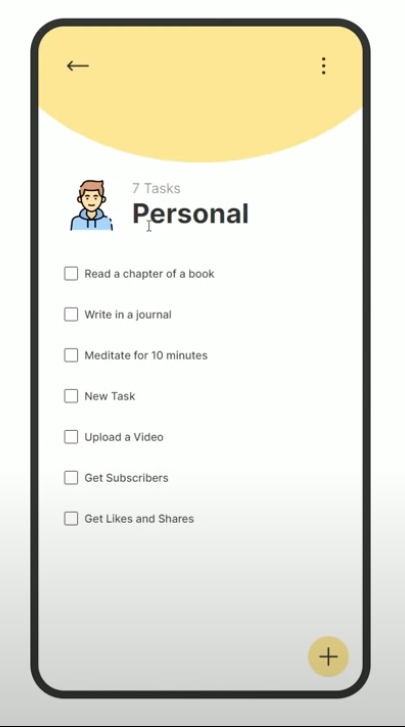 7 Tasks
Personal
Read a chapter of a book
Write in a journal
Meditate for 10 minutes
New Task
Upload a Video
Get Subscribers
Get Likes and Shares